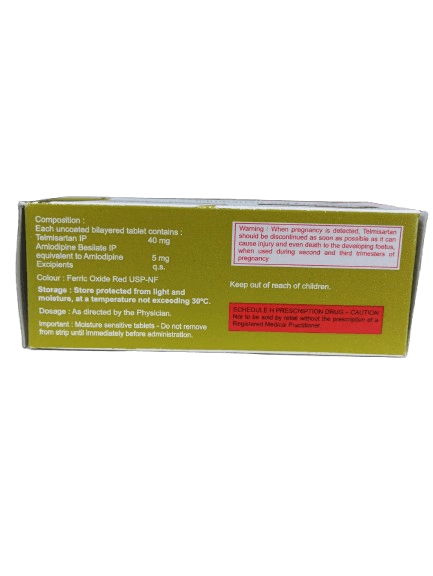 Composition :
Each uncoated bilayered tablet contains :
Telmisartan IP 40 mg
Amlodipine Besilate IP
equivalent to Amlodipine 5 mg
Excipients q.s.
Colour : Ferric Oxide Red USP-NF
Storage : Store protected from light and
moisture, at a temperature not exceeding 30°C.
Dosage : As directed by the Physician.
Important : Moisture sensitive tablets - Do not remove
from strip until immediately before administration.
Warning : When pregnancy is detected, Telmisartan
should be discontinued as soon as possible as it can
cause injury and even death to the developing foetus,
when used during second and third trimesters of
pregnancy
Keep out of reach of children.
SCHEDULE H PRESCRIPTION DRUG - CAUTION
Not to be sold by retail without the prescription of a
Registered Medical Practitioner.